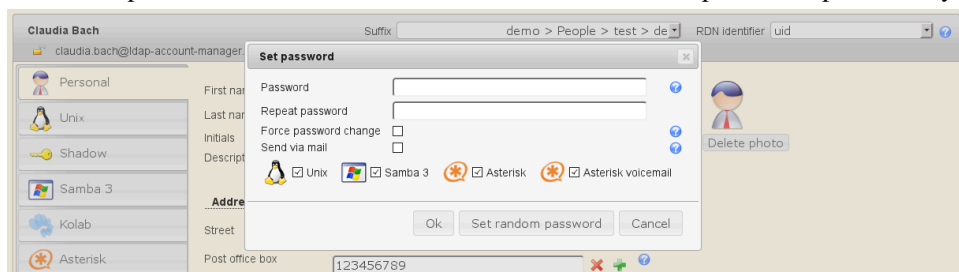 Claudia Bach
Suffix demo > People > test > de RDN identifier uid
claudia.bach@ldap-account-manager.
Set password
Personal
First nar
Password
Delete photo
Unix
Last nar
Repeat password
Initials
Force password change
Descript
Send via mail
Shadow
Unix Samba 3 Asterisk Asterisk voicemail
Samba 3
Addre
Ok Set random password Cancel
Kolab
Street
Asterisk
Post office box 123456789